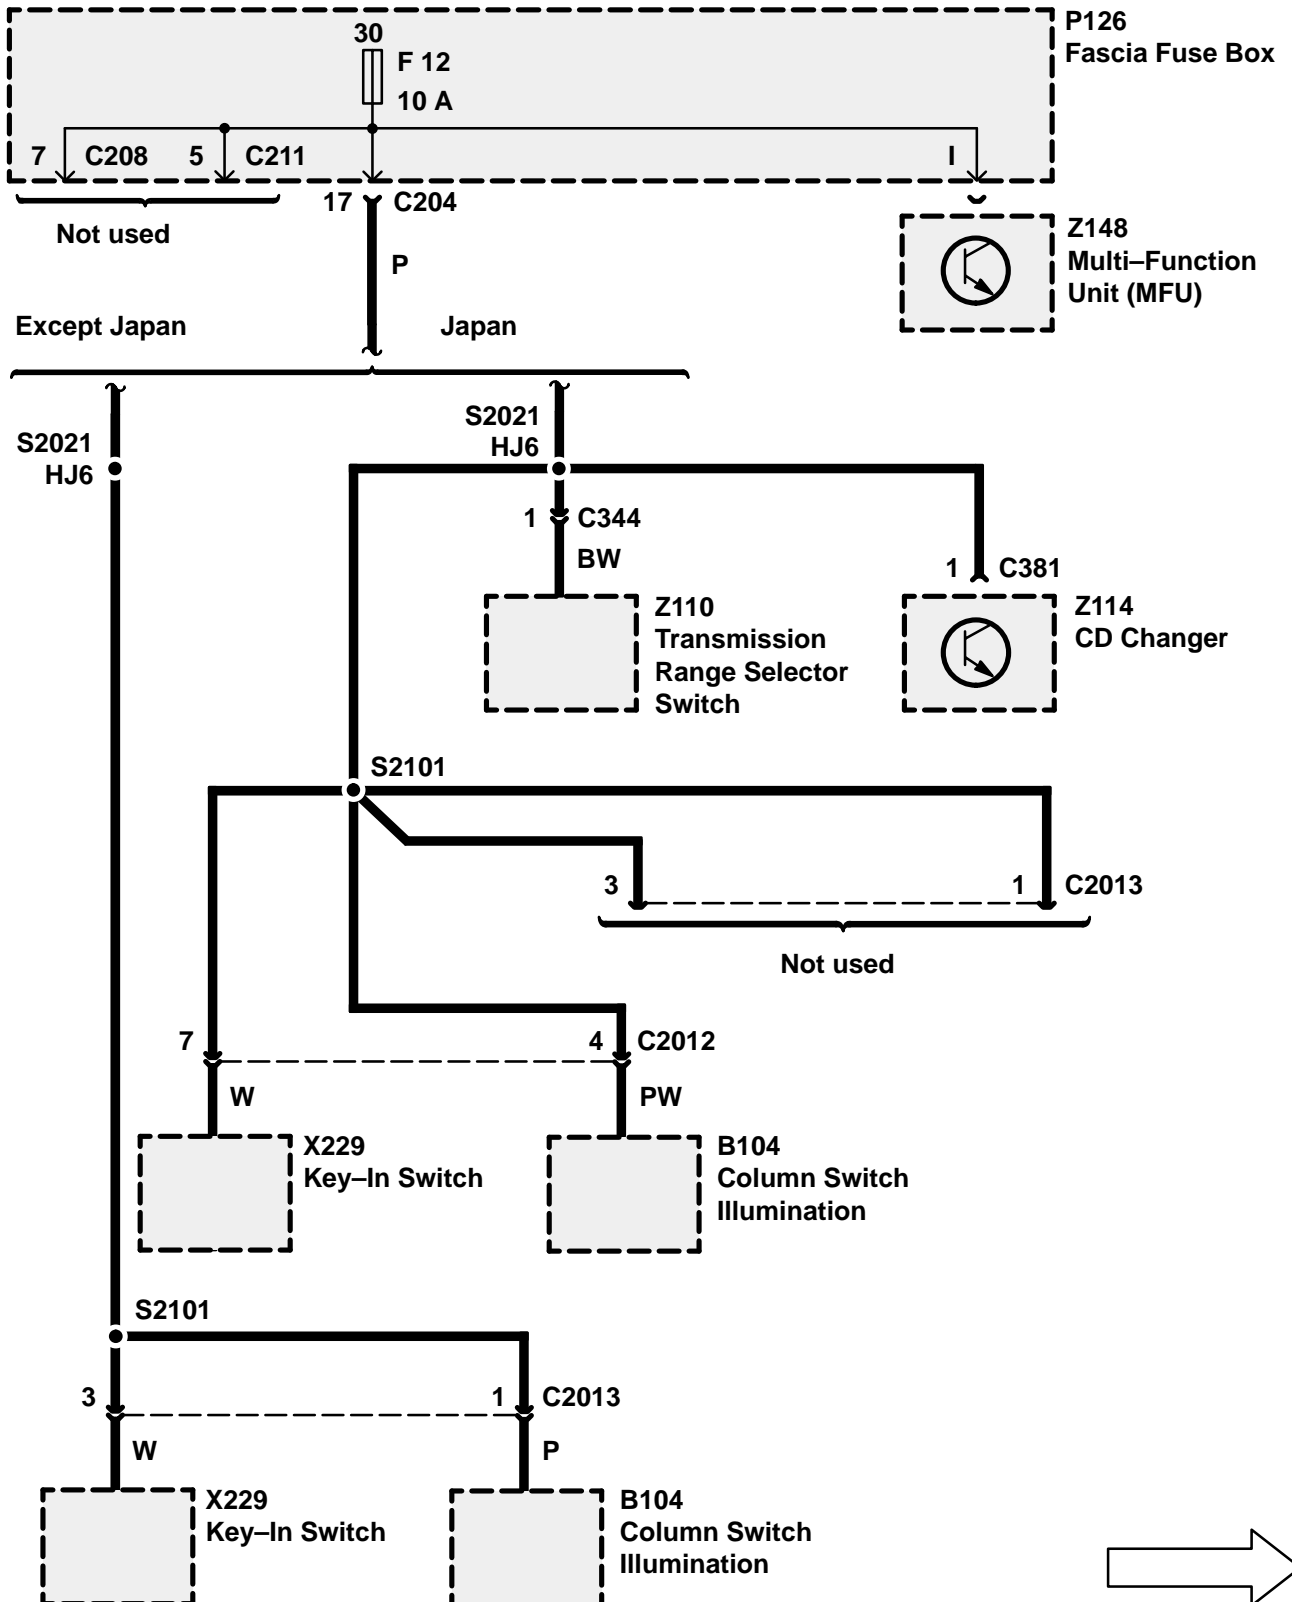 P126
Fascia Fuse Box
30
F 12
10 A
7 C208 5 C211 I
17 C204
Not used
P
Z148
Multi–Function
Unit (MFU)
Except Japan Japan
S2021
HJ6
S2021
HJ6
1 C344
BW
1 C381
Z110
Transmission
Range Selector
Switch
Z114
CD Changer
S2101
3 1 C2013
Not used
7 4 C2012
W PW
X229
Key–In Switch
B104
Column Switch
Illumination
S2101
3 1 C2013
W P
X229
Key–In Switch
B104
Column Switch
Illumination